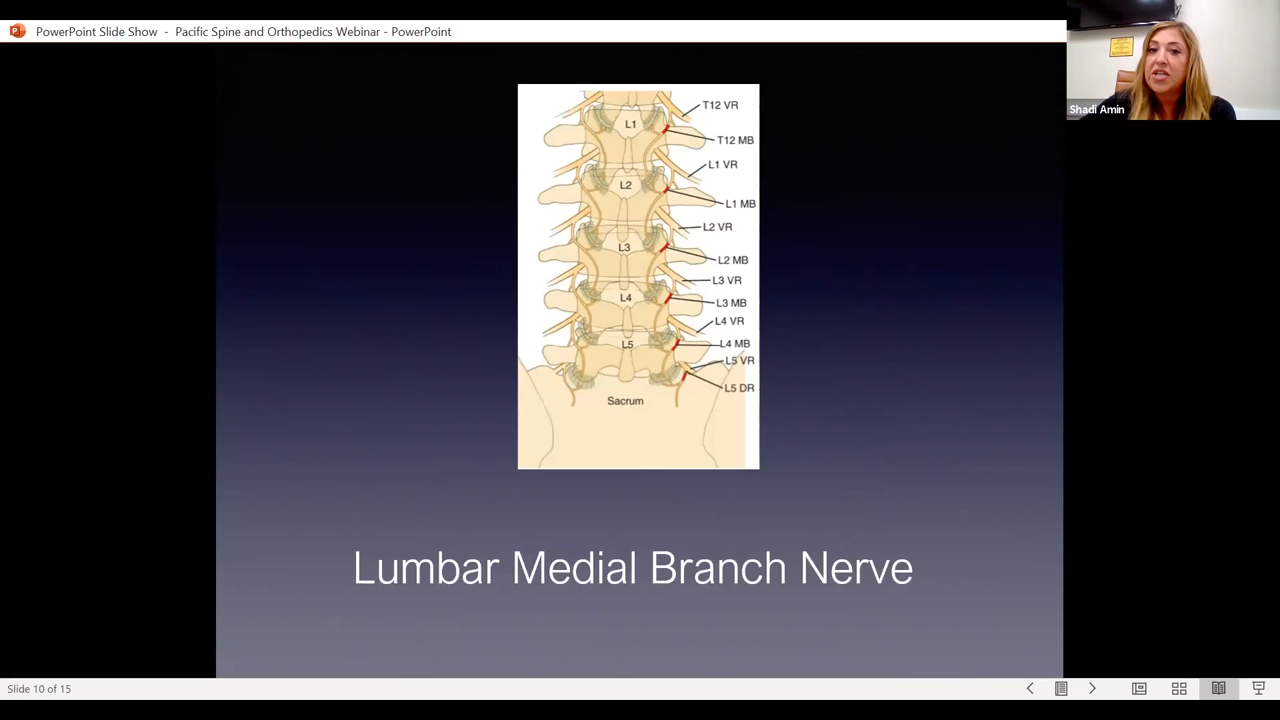 PowerPoint Slide Show - Pacific Spine and Orthopedics Webinar - PowerPoint
Shadi Amin
T12 VR
L1
T12 MB
L1 VR
L2
L1 MB
L2 VR
L3
L2 MB
L3 VR
L4
L3 MB
L4 VR
L5
L4 MB
L5 VR
L5 DR
Sacrum
Lumbar Medial Branch Nerve
Slide 10 of 15